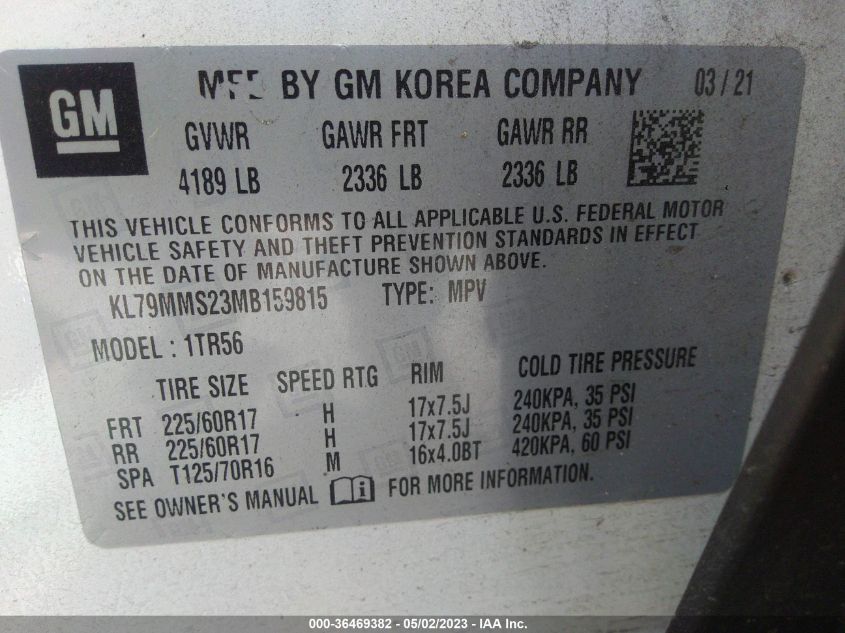 GM
MFD BY GM KOREA COMPANY 03/21
GVWR GAWR FRT GAWR RR
4189 LB 2336 LB 2336 LB
THIS VEHICLE CONFORMS TO ALL APPLICABLE U.S. FEDERAL MOTOR
VEHICLE SAFETY AND THEFT PREVENTION STANDARDS IN EFFECT
ON THE DATE OF MANUFACTURE SHOWN ABOVE.
KL79MMS23MB159815 TYPE: MPV
MODEL : 1TR56
TIRE SIZE SPEED RTG RIM COLD TIRE PRESSURE
FRT 225/60R17 H 17x7.5J 240KPA, 35 PSI
RR 225/60R17 H 17x7.5J 240KPA, 35 PSI
SPA T125/70R16 M 16x4.0BT 420KPA, 60 PSI
SEE OWNER'S MANUAL i FOR MORE INFORMATION.
000-36469382 - 05/02/2023 - IAA Inc.